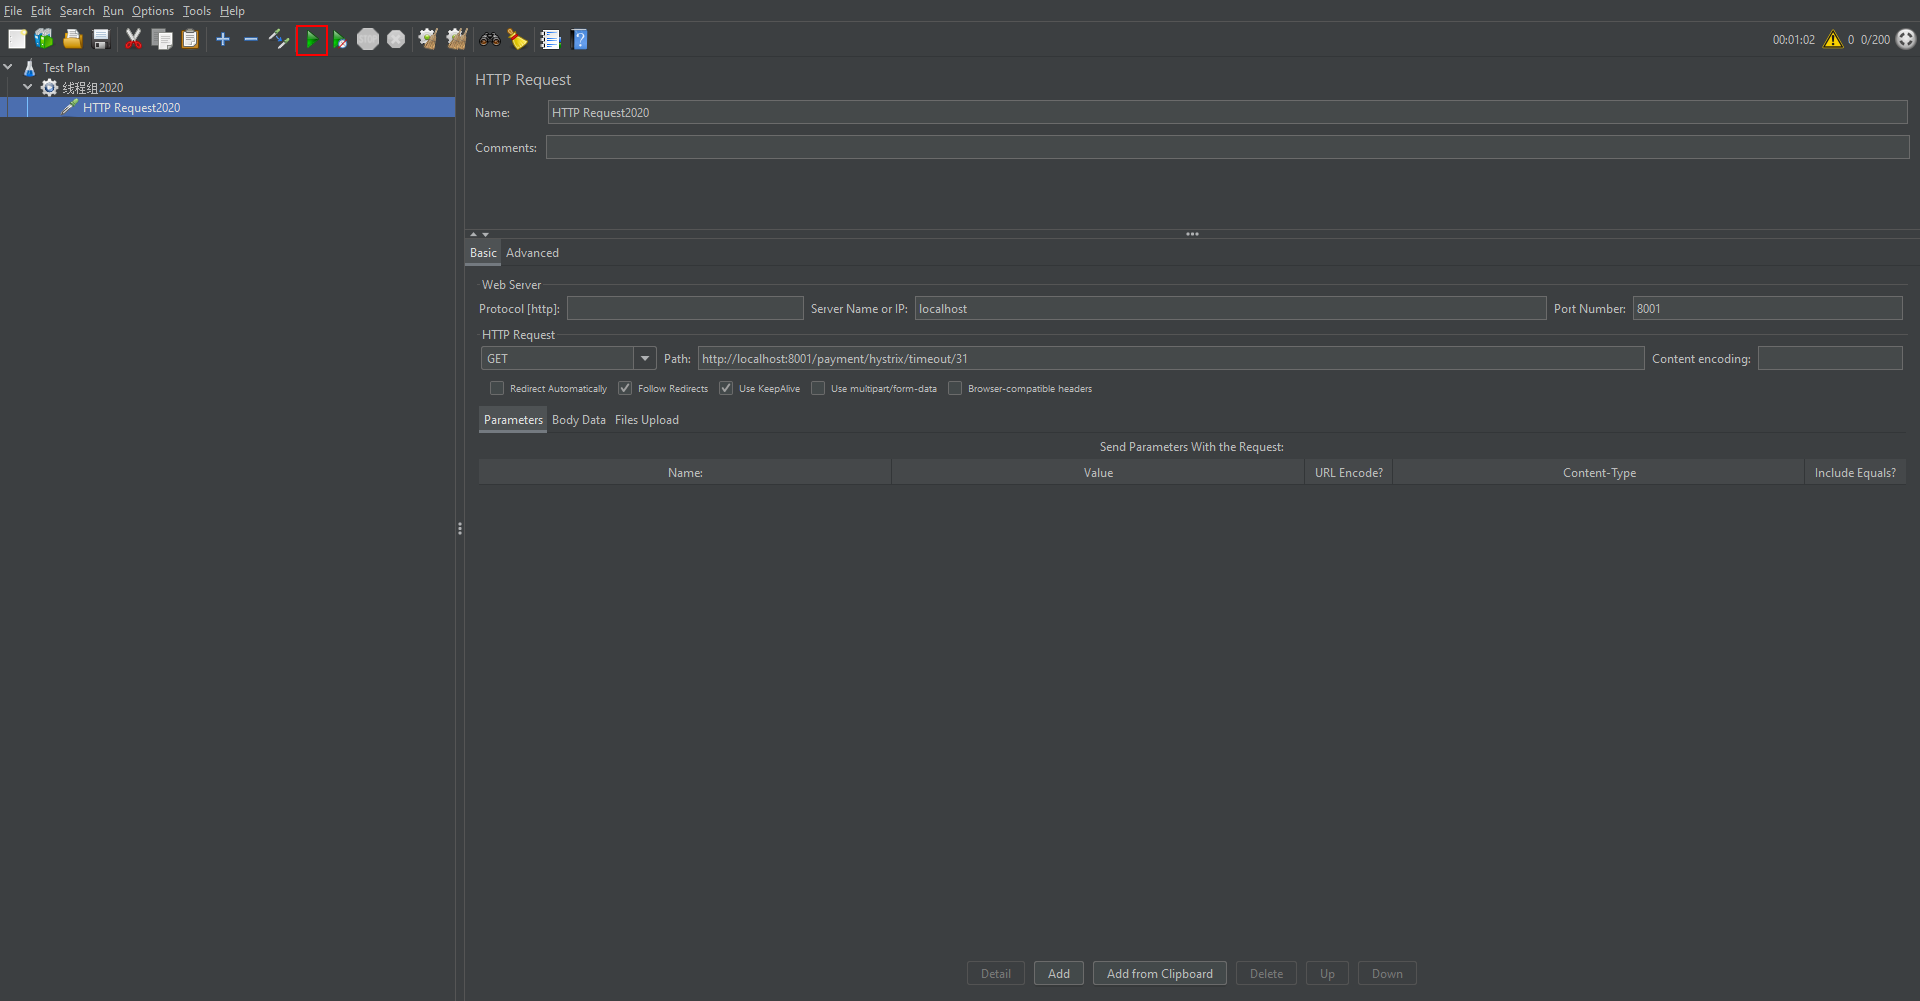 File Edit Search Run Options Tools Help
00:01:02 0 0/200
Test Plan
线程组2020
HTTP Request2020
HTTP Request
Name: HTTP Request2020
Comments:
Basic Advanced
Web Server
Protocol [http]: Server Name or IP: localhost Port Number: 8001
HTTP Request
GET Path: http://localhost:8001/payment/hystrix/timeout/31 Content encoding:
Redirect Automatically Follow Redirects Use KeepAlive Use multipart/form-data Browser-compatible headers
Parameters Body Data Files Upload
Send Parameters With the Request:
Name: Value URL Encode? Content-Type Include Equals?
Detail Add Add from Clipboard Delete Up Down